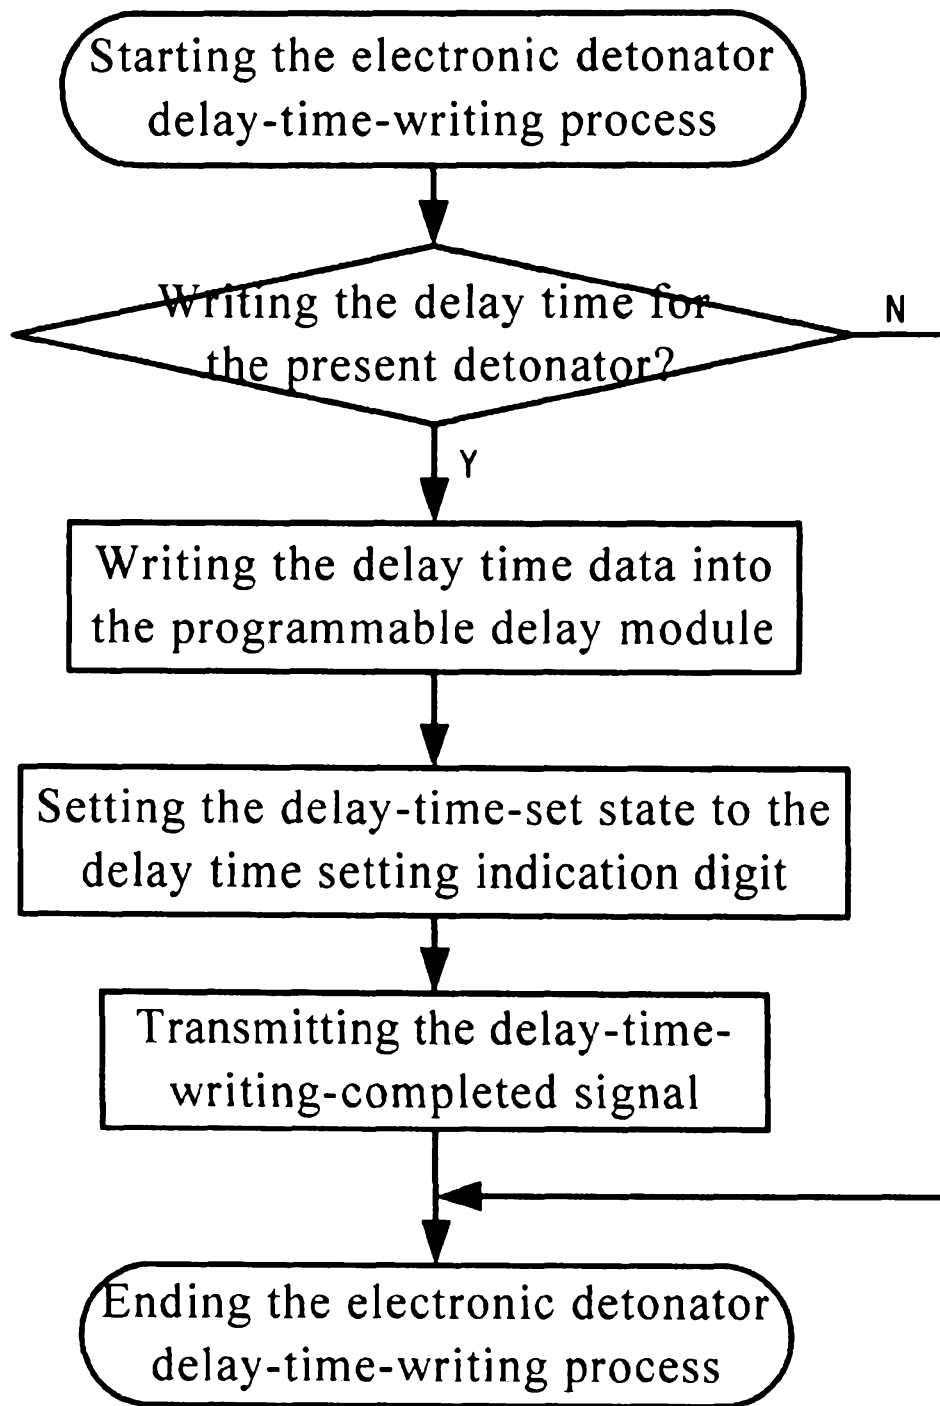 Starting the electronic detonator
delay-time-writing process
Writing the delay time for
the present detonator?
N
Y
Writing the delay time data into
the programmable delay module
Setting the delay-time-set state to the
delay time setting indication digit
Transmitting the delay-time-
writing-completed signal
Ending the electronic detonator
delay-time-writing process